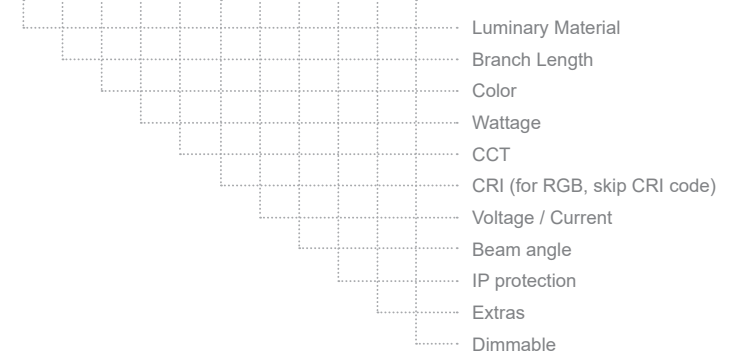 Luminary Material
Branch Length
Color
Wattage
CCT
CRI (for RGB, skip CRI code)
Voltage / Current
Beam angle
IP protection
Extras
Dimmable